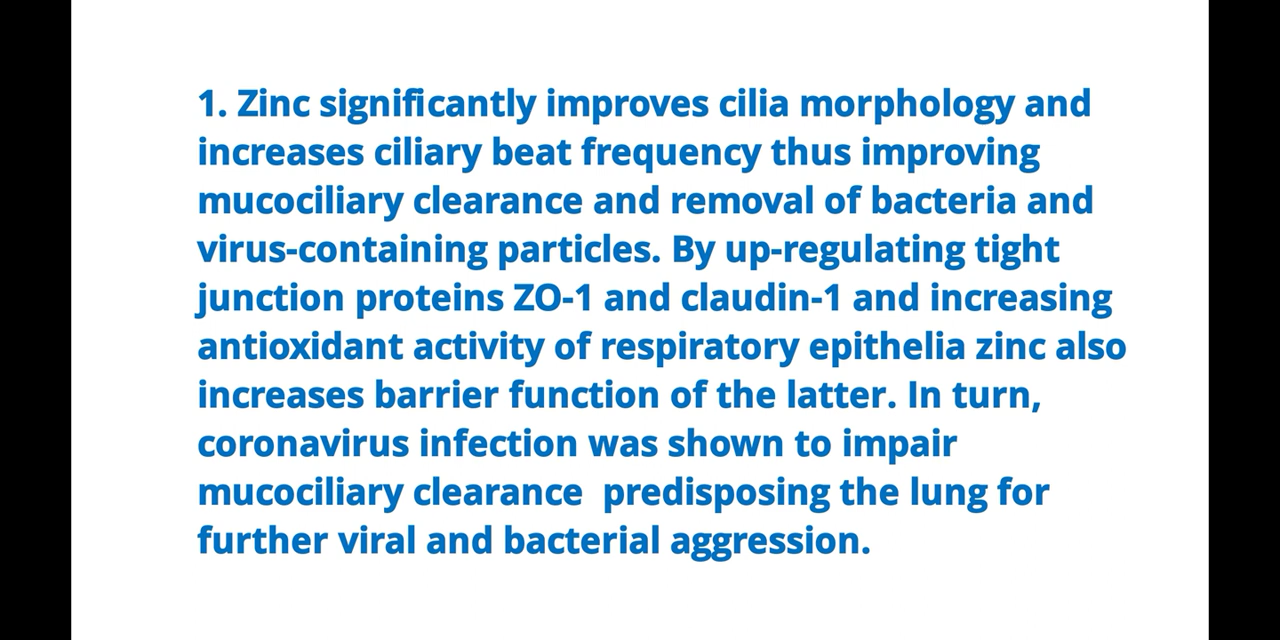 1. Zinc significantly improves cilia morphology and
increases ciliary beat frequency thus improving
mucociliary clearance and removal of bacteria and
virus-containing particles. By up-regulating tight
junction proteins ZO-1 and claudin-1 and increasing
antioxidant activity of respiratory epithelia zinc also
increases barrier function of the latter. In turn,
coronavirus infection was shown to impair
mucociliary clearance  predisposing the lung for
further viral and bacterial aggression.